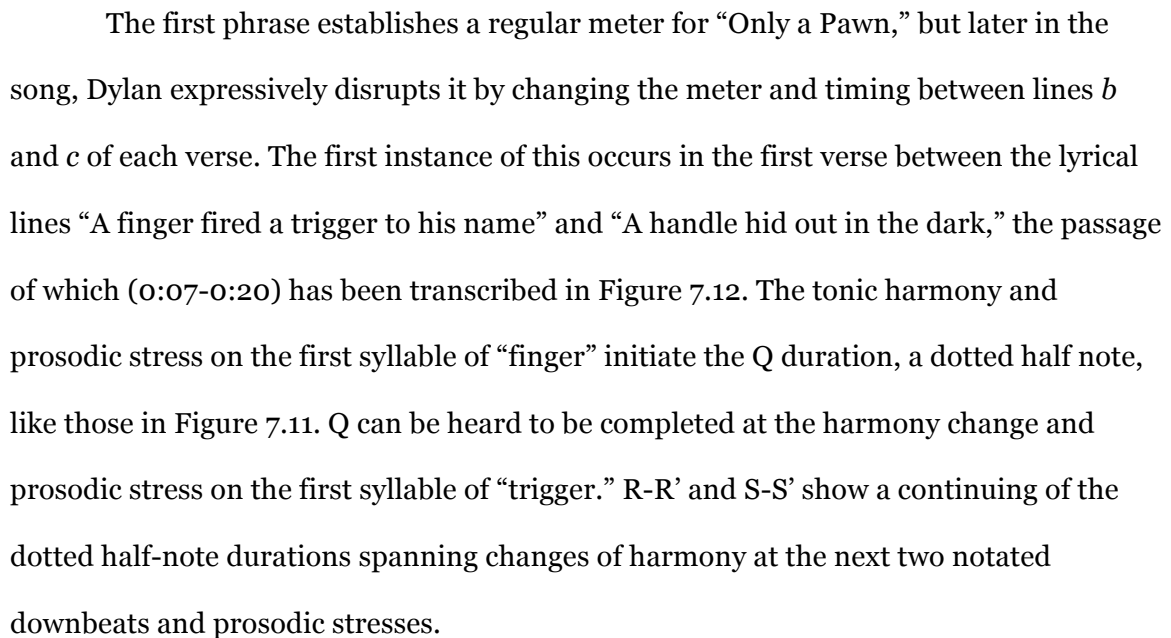 The first phrase establishes a regular meter for “Only a Pawn,” but later in the
song, Dylan expressively disrupts it by changing the meter and timing between lines b
and c of each verse. The first instance of this occurs in the first verse between the lyrical
lines “A finger fired a trigger to his name” and “A handle hid out in the dark,” the passage
of which (0:07-0:20) has been transcribed in Figure 7.12. The tonic harmony and
prosodic stress on the first syllable of “finger” initiate the Q duration, a dotted half note,
like those in Figure 7.11. Q can be heard to be completed at the harmony change and
prosodic stress on the first syllable of “trigger.” R-R’ and S-S’ show a continuing of the
dotted half-note durations spanning changes of harmony at the next two notated
downbeats and prosodic stresses.